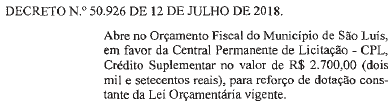 DECRETO N.º 50.926 DE 12 DE JULHO DE 2018.
Abre no Orçamento Fiscal do Município de São Luís,
em favor da Central Permanente de Licitação - CPL,
Crédito Suplementar no valor de R$ 2.700,00 (dois
mil e setecentos reais), para reforço de dotação cons-
tante da Lei Orçamentária vigente.